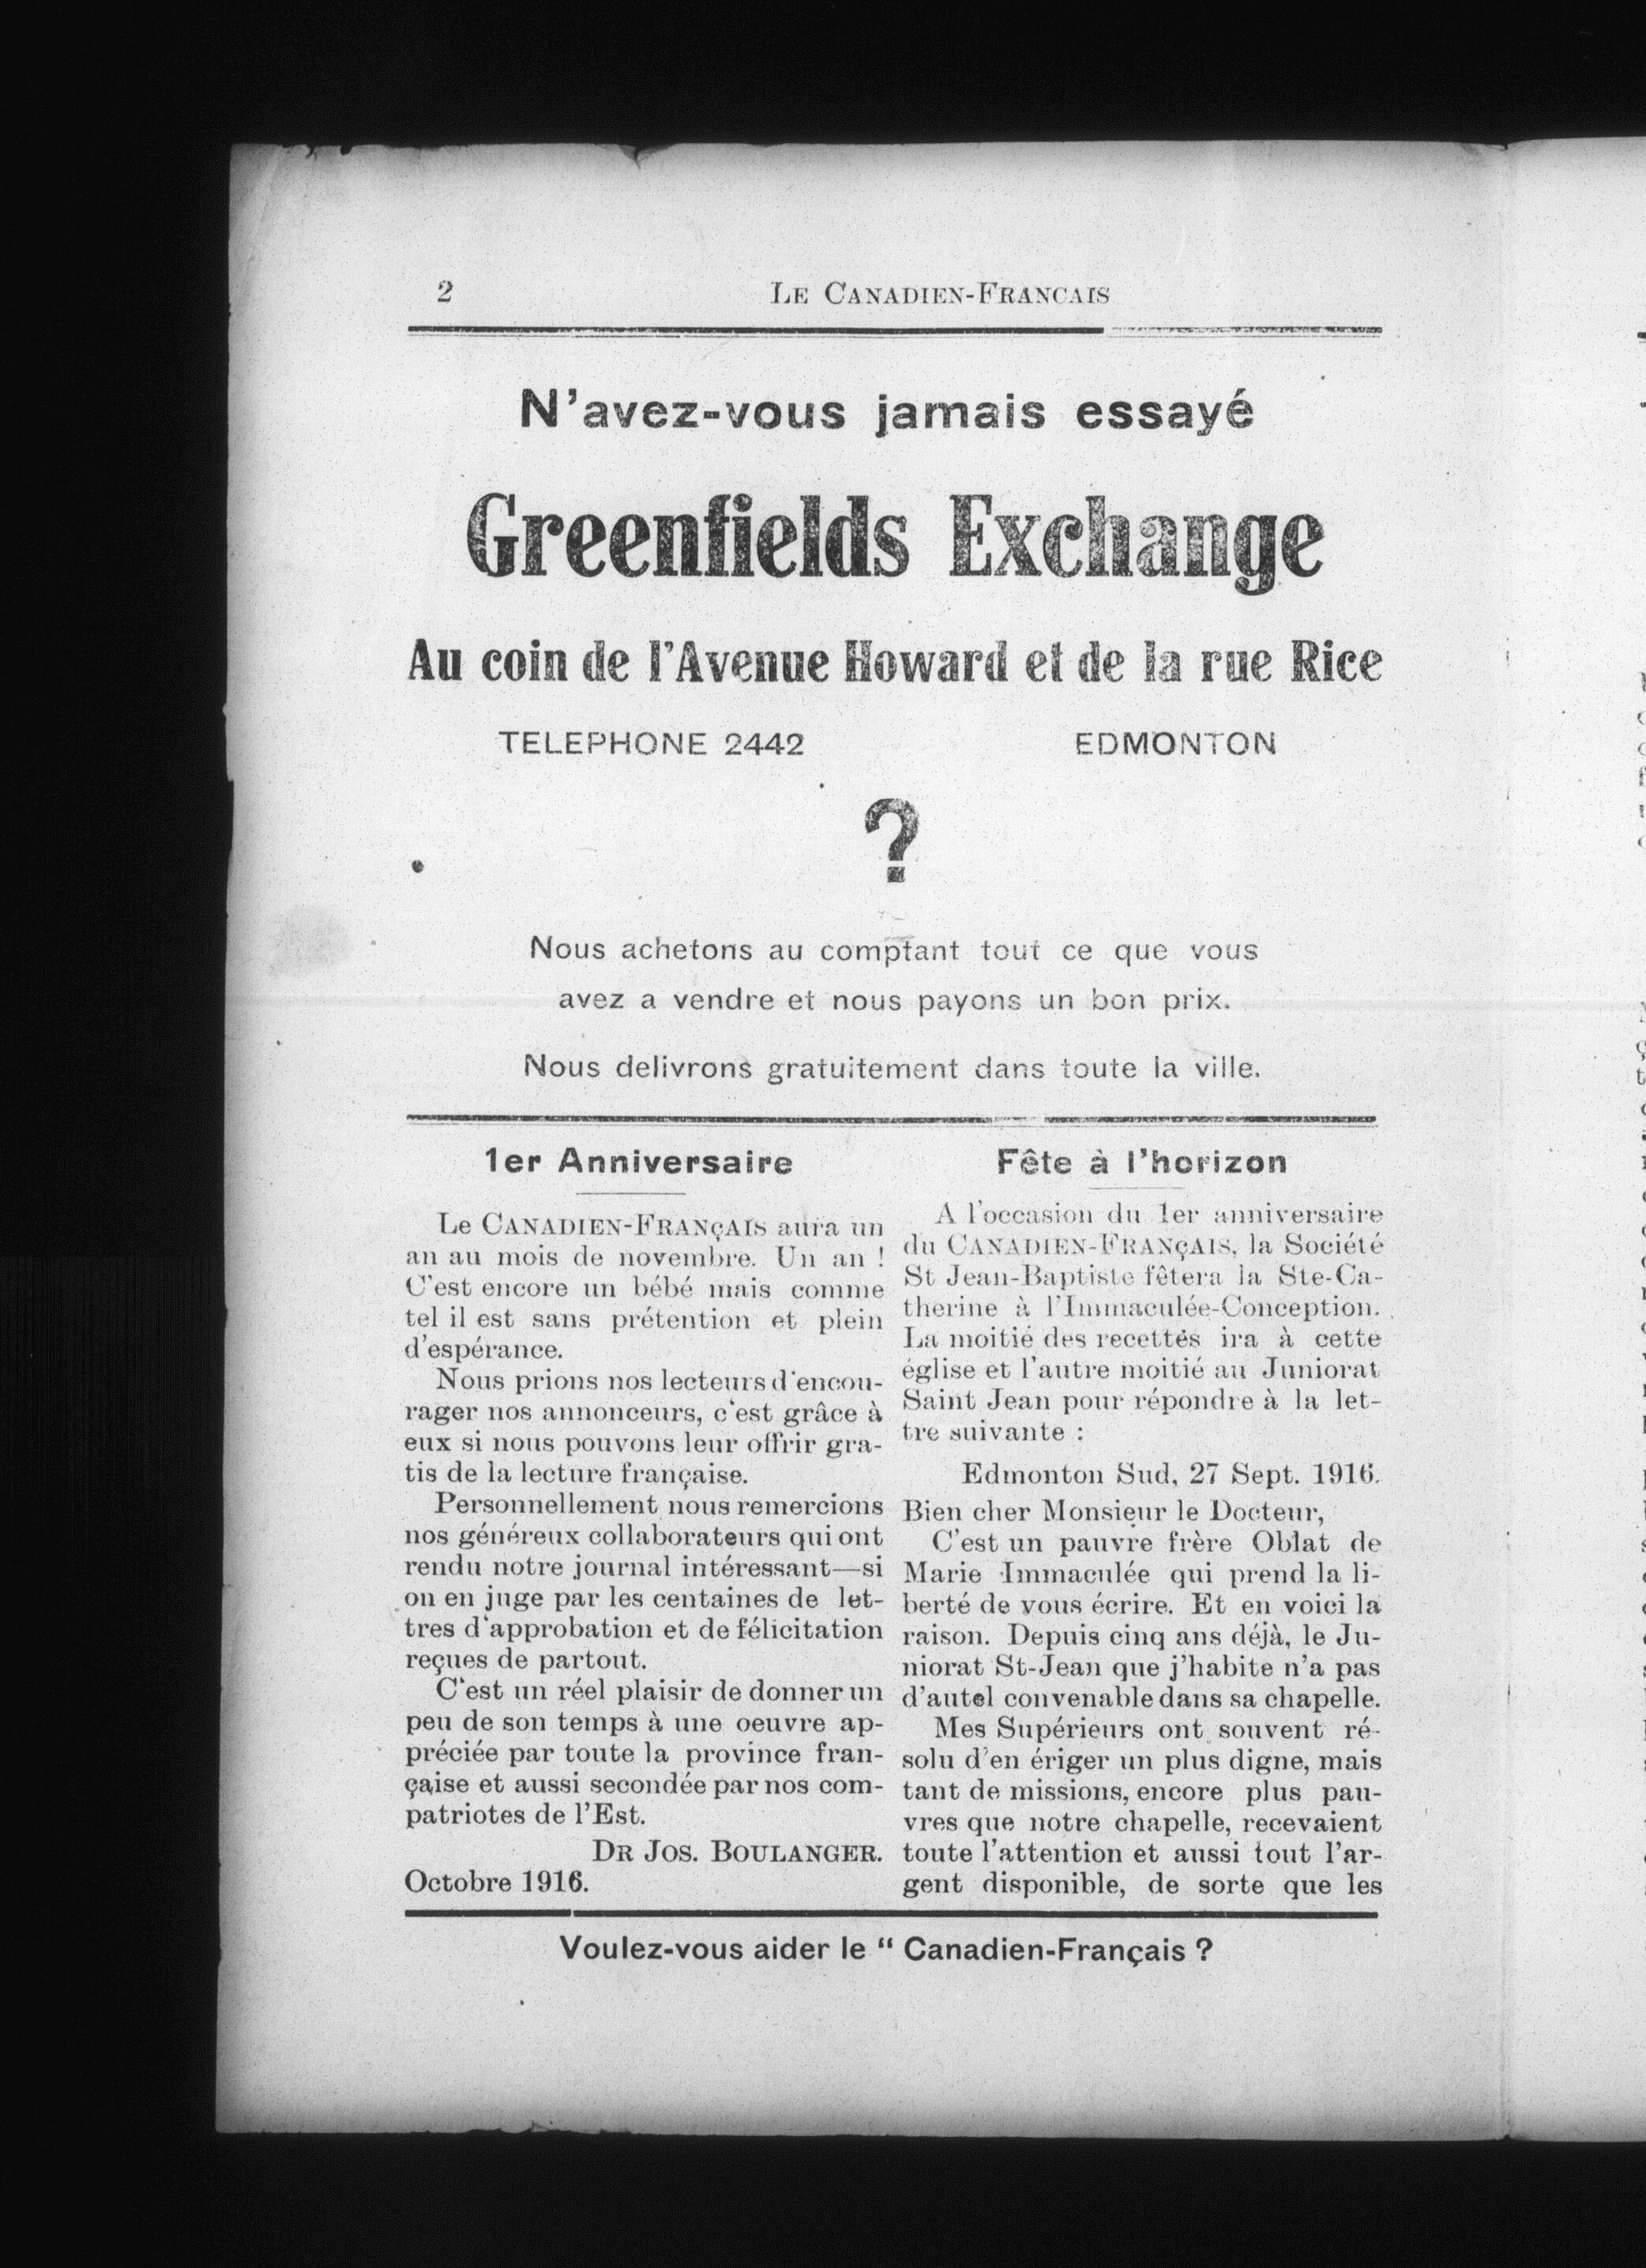 2
LE CANADIEN-FRANCAIS
N'avez-vous jamais essayé
Greenfields Exchange
Au coin de l'Avenue Howard et de la rue Rice
TELEPHONE 2442 EDMONTON
?
Nous achetons au comptant tout ce que vous
avez a vendre et nous payons un bon prix.
Nous delivrons gratuitement dans toute la ville.
1er Anniversaire
Le CANADIEN-FRANçAIS aura un
an au mois de novembre. Un an !
C'est encore un bébé mais comme
tel il est sans prétention et plein
d'espérance.
Nous prions nos lecteurs d'encou-
rager nos annonceurs, c'est grâce à
eux si nous pouvons leur offrir gra-
tis de la lecture française.
Personnellement nous remercions
nos généreux collaborateurs qui ont
rendu notre journal intéressant—si
on en juge par les centaines de let-
tres d'approbation et de félicitation
reçues de partout.
C'est un réel plaisir de donner un
peu de son temps à une oeuvre ap-
préciée par toute la province fran-
çaise et aussi secondée par nos com-
patriotes de l'Est.
DR JOS. BOULANGER.
Octobre 1916.
Fête à l'horizon
A l'occasion du 1er anniversaire
du CANADIEN-FRANçAIS, la Société
St Jean-Baptiste fêtera la Ste-Ca-
therine à l'Immaculée-Conception.
La moitié des recettés ira à cette
église et l'autre moitié au Juniorat
Saint Jean pour répondre à la let-
tre suivante :
Edmonton Sud, 27 Sept. 1916.
Bien cher Monsieur le Docteur,
C'est un pauvre frère Oblat de
Marie Immaculée qui prend la li-
berté de vous écrire. Et en voici la
raison. Depuis cinq ans déjà, le Ju-
niorat St-Jean que j'habite n'a pas
d'autel convenable dans sa chapelle.
Mes Supérieurs ont souvent ré-
solu d'en ériger un plus digne, mais
tant de missions, encore plus pau-
vres que notre chapelle, recevaient
toute l'attention et aussi tout l'ar-
gent disponible, de sorte que les
Voulez-vous aider le “ Canadien-Français ?